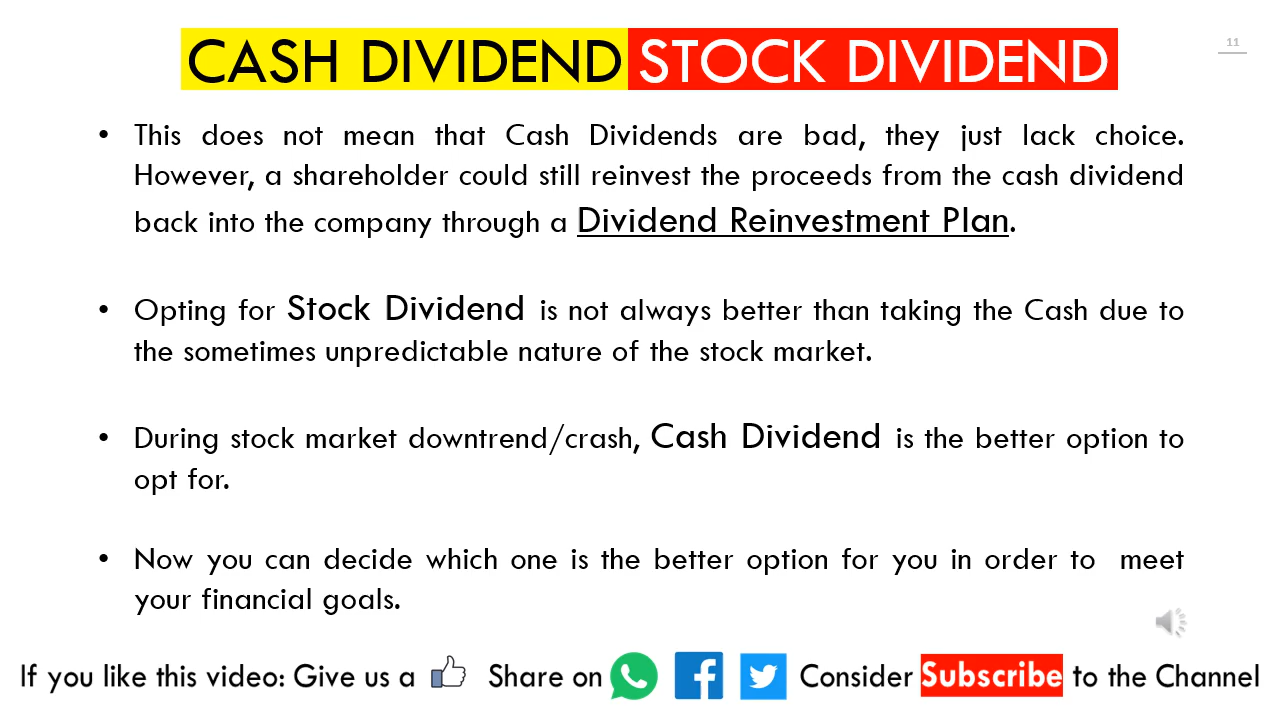 CASH DIVIDEND STOCK DIVIDEND
11
• This does not mean that Cash Dividends are bad, they just lack choice.
However, a shareholder could still reinvest the proceeds from the cash dividend
back into the company through a Dividend Reinvestment Plan.
• Opting for Stock Dividend is not always better than taking the Cash due to
the sometimes unpredictable nature of the stock market.
• During stock market downtrend/crash, Cash Dividend is the better option to
opt for.
• Now you can decide which one is the better option for you in order to meet
your financial goals.
If you like this video: Give us a Share on Consider Subscribe to the Channel